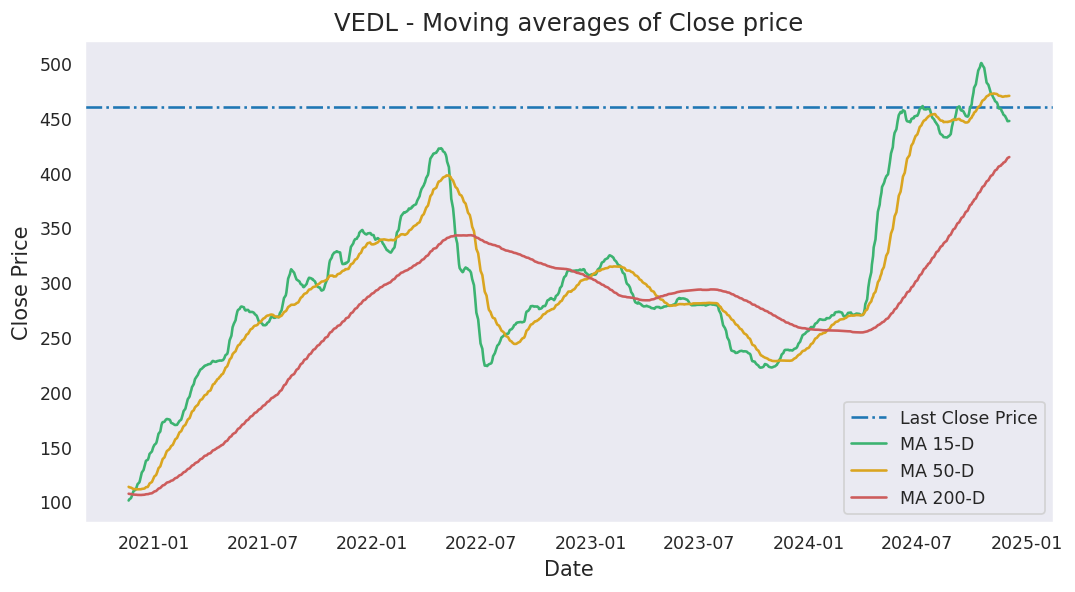 VEDL - Moving averages of Close price
Close Price
500
450
400
350
300
250
200
150
100
Last Close Price
MA 15-D
MA 50-D
MA 200-D
2021-01 2021-07 2022-01 2022-07 2023-01 2023-07 2024-01 2024-07 2025-01
Date